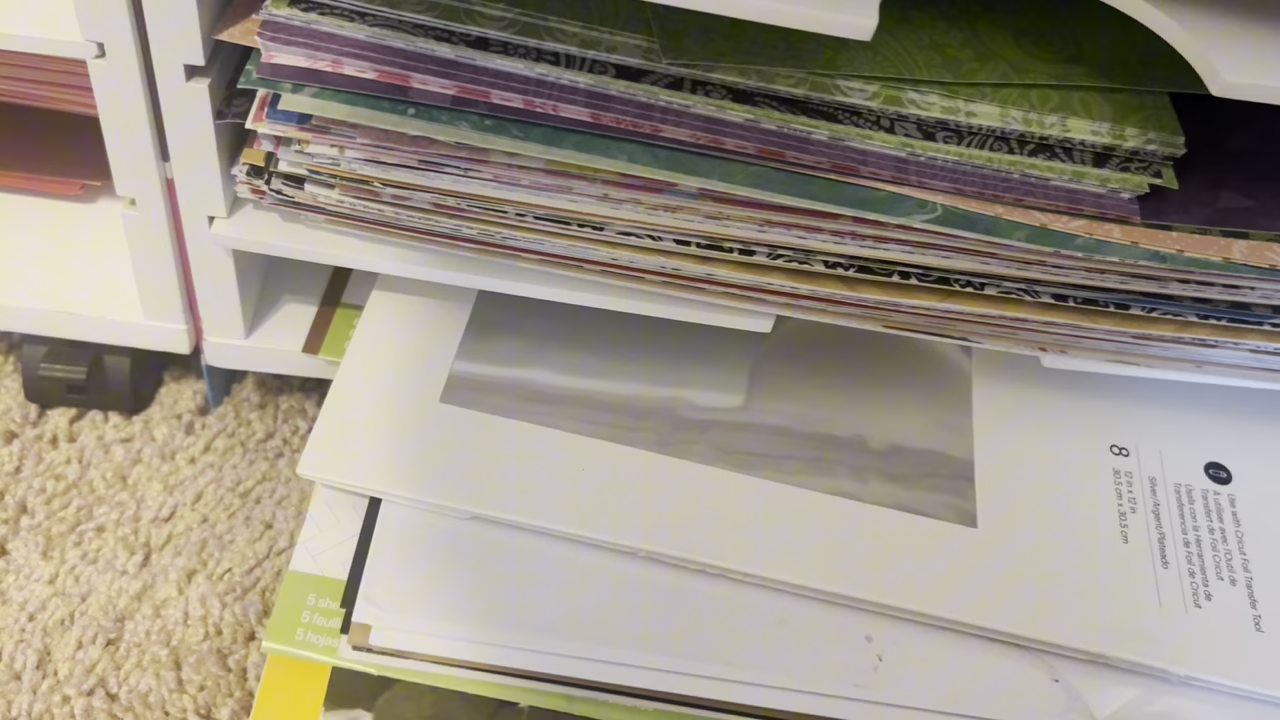 8
12 in x 12 in
30.5 cm x 30.5 cm
Silver/Argent/Plateado
Use with Cricut Foil Transfer Tool
À utiliser avec l'Outil de
Transfert de Foil Cricut
Úsala con la Herramienta de
Transferencia de Foil de Cricut
5 she
5 feuil
5 hojas